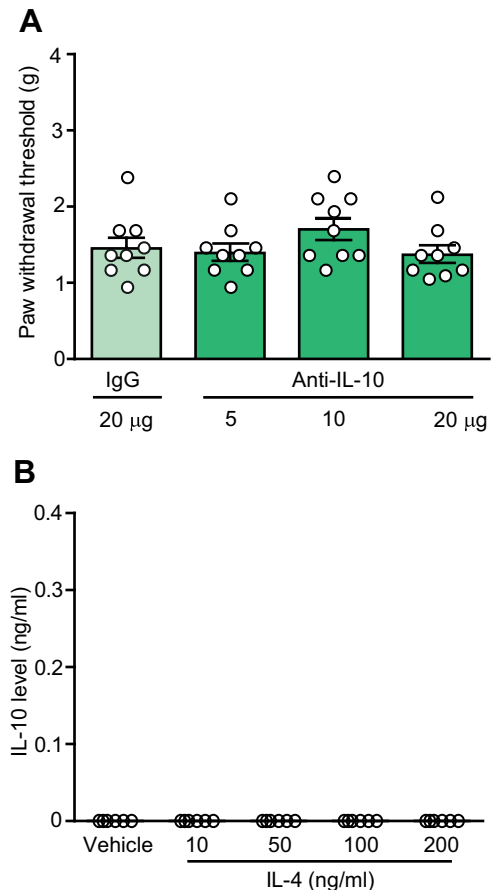 A
Paw withdrawal threshold (g)
4
3
2
1
0
IgG
Anti-IL-10
20 μg
5
10
20 μg
B
IL-10 level (ng/ml)
0.4
0.3
0.2
0.1
0
Vehicle
10
50
100
200
IL-4 (ng/ml)